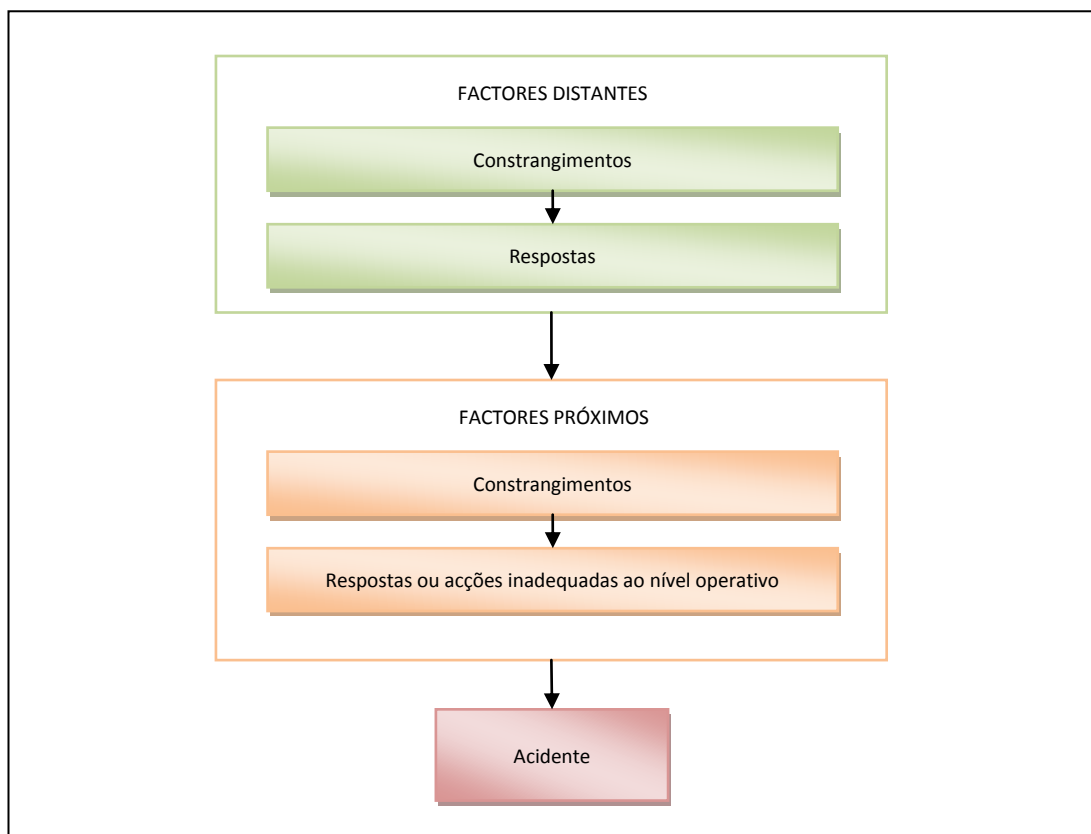 FACTORES DISTANTES
Constrangimentos
Respostas
FACTORES PRÓXIMOS
Constrangimentos
Respostas ou acções inadequadas ao nível operativo
Acidente